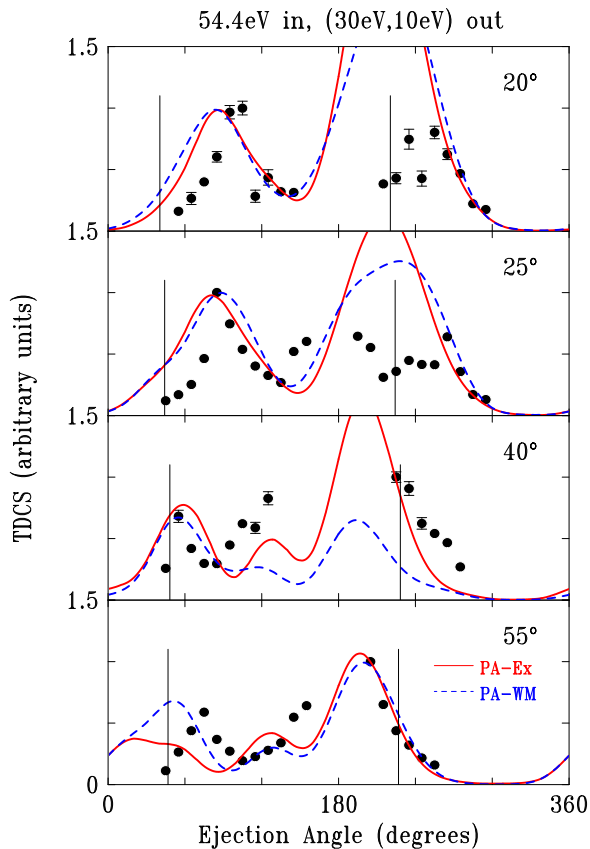 54.4eV in, (30eV,10eV) out
1.5
20°
1.5
25°
TDCS (arbitrary units)
1.5
40°
1.5
55°
PA-Ex
PA-WM
0
0 180 360
Ejection Angle (degrees)